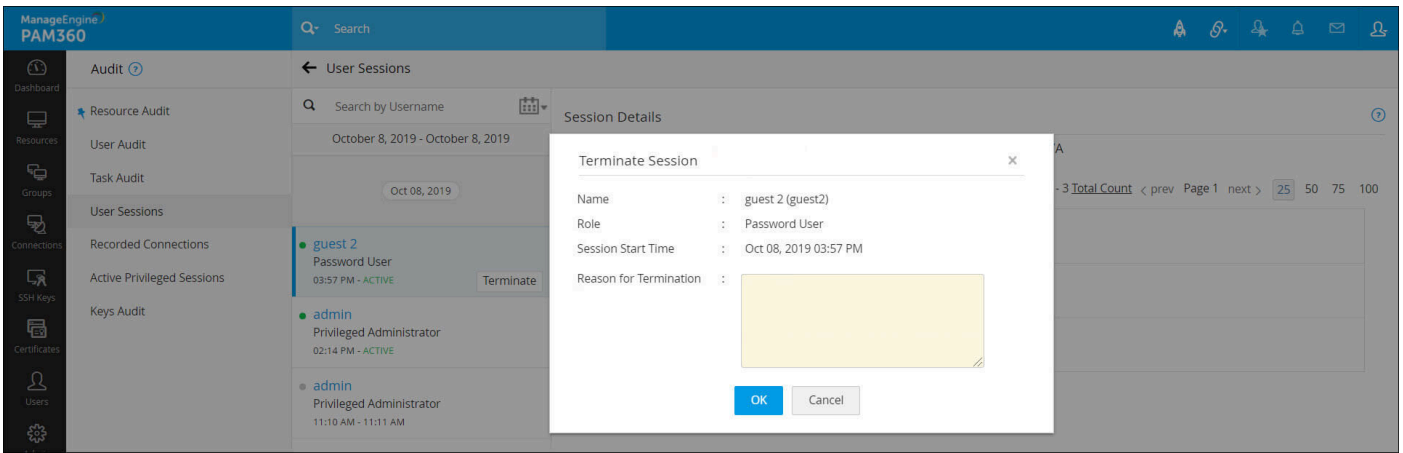 ManageEngine
PAM360
Search
Dashboard
Resources
Groups
Connections
SSH Keys
Certificates
Users
Audit ?
Resource Audit
User Audit
Task Audit
User Sessions
Recorded Connections
Active Privileged Sessions
Keys Audit
User Sessions
Search by Username
October 8, 2019 - October 8, 2019
Oct 08, 2019
guest 2
Password User
03:57 PM - ACTIVE
Terminate
admin
Privileged Administrator
02:14 PM - ACTIVE
admin
Privileged Administrator
11:10 AM - 11:11 AM
Session Details
?
- 3 Total Count < prev Page 1 next > 25 50 75 100
Terminate Session ×
Name : guest 2 (guest2)
Role : Password User
Session Start Time : Oct 08, 2019 03:57 PM
Reason for Termination :
OK Cancel